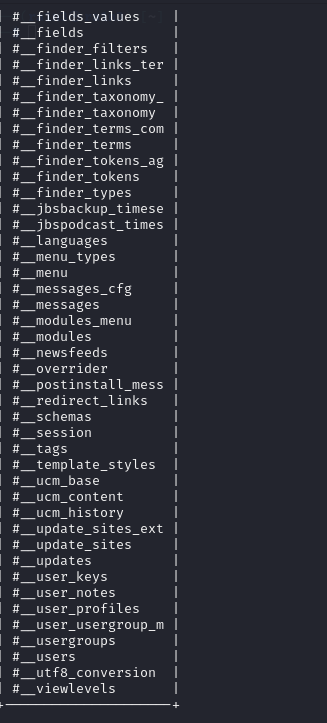 | #__fields_values |
| #__fields |
| #__finder_filters |
| #__finder_links_ter |
| #__finder_links |
| #__finder_taxonomy_ |
| #__finder_taxonomy |
| #__finder_terms_com |
| #__finder_terms |
| #__finder_tokens_ag |
| #__finder_tokens |
| #__finder_types |
| #__jbsbackup_timese |
| #__jbspodcast_times |
| #__languages |
| #__menu_types |
| #__menu |
| #__messages_cfg |
| #__messages |
| #__modules_menu |
| #__modules |
| #__newsfeeds |
| #__overrider |
| #__postinstall_mess |
| #__redirect_links |
| #__schemas |
| #__session |
| #__tags |
| #__template_styles |
| #__ucm_base |
| #__ucm_content |
| #__ucm_history |
| #__update_sites_ext |
| #__update_sites |
| #__updates |
| #__user_keys |
| #__user_notes |
| #__user_profiles |
| #__user_usergroup_m |
| #__usergroups |
| #__users |
| #__utf8_conversion |
| #__viewlevels |
+---------------------+